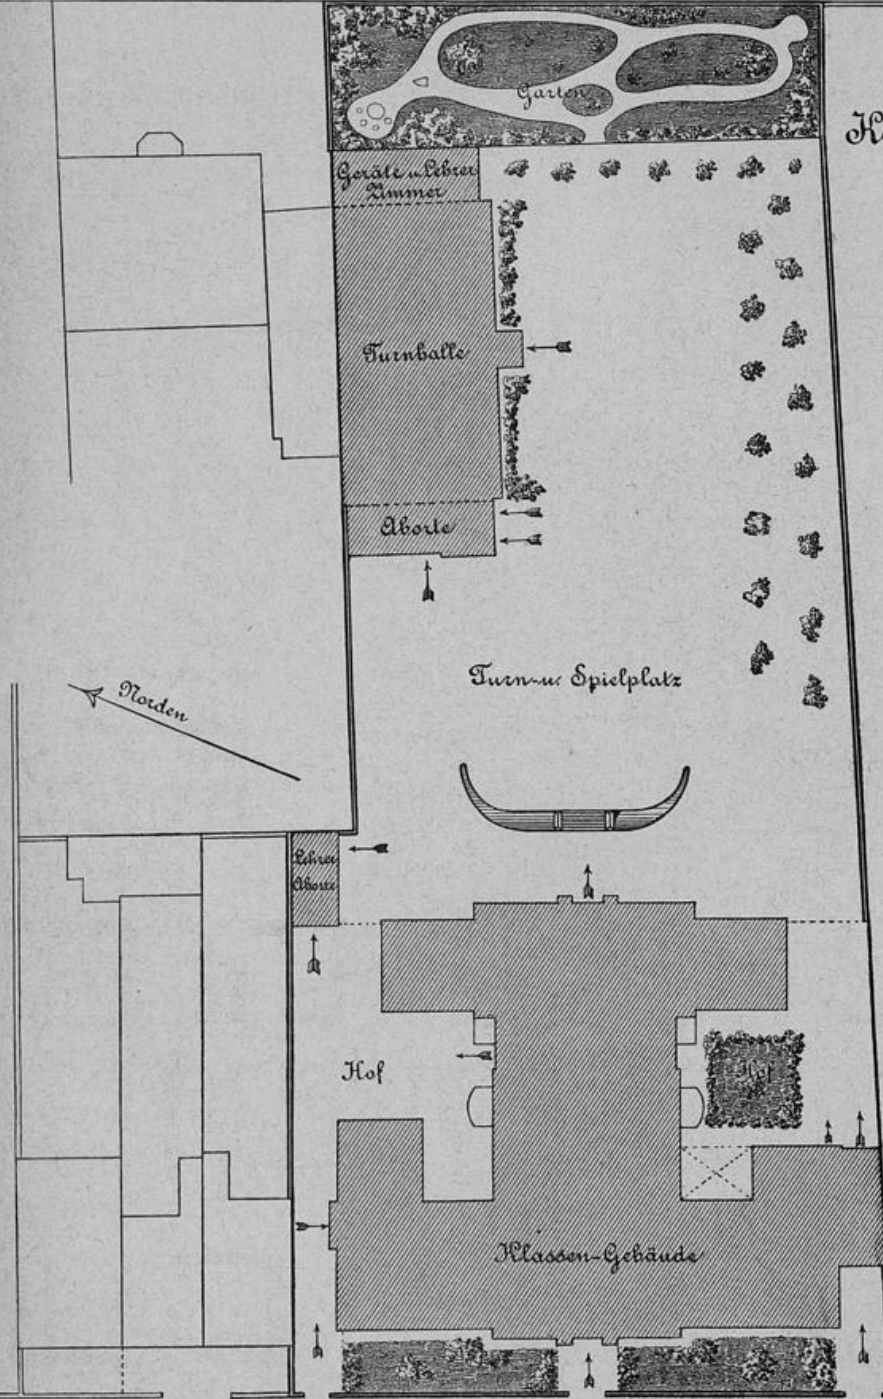 Garten
Geräte u. Lehrer
Zimmer
Turnhalle
Aborte
Turn- u. Spielplatz
Norden
Lehrer
Aborte
Hof
Hof
Klassen-Gebäude